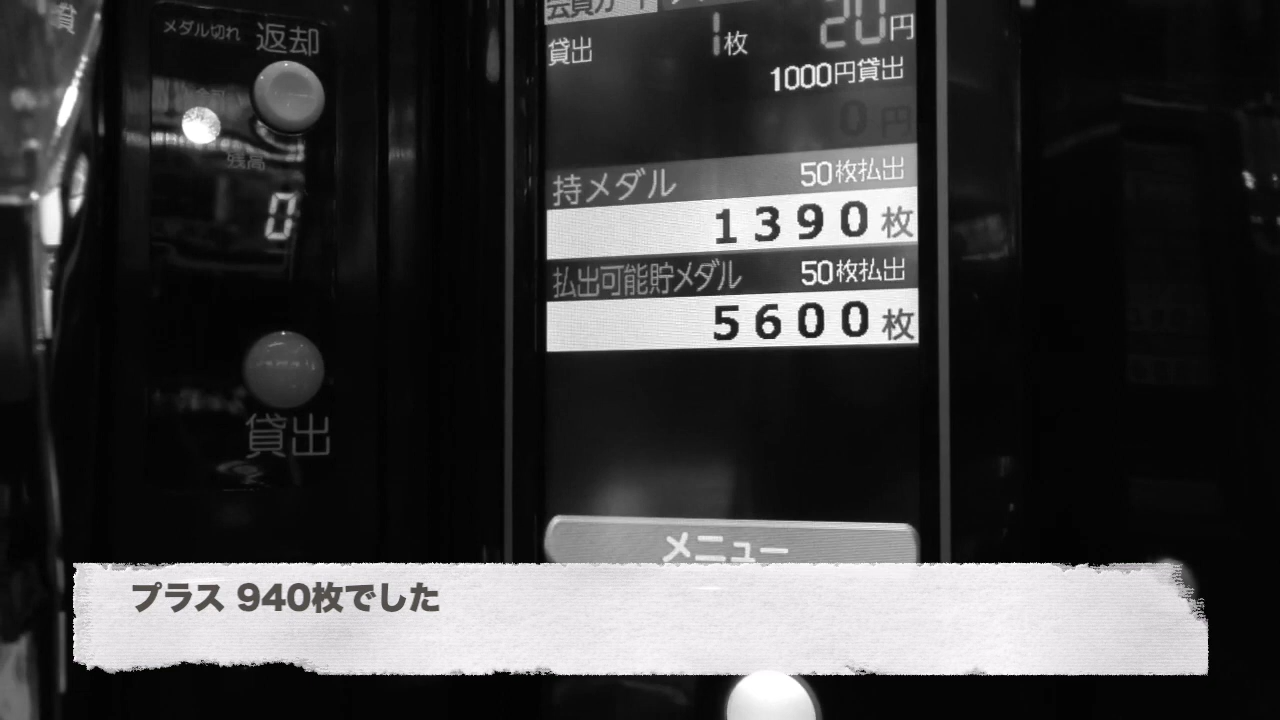 貸
メダル切れ 返却
残高
0
貸出
会員カード
貸出 1枚 20円
1000円貸出
0円
持メダル 50枚払出
1390枚
払出可能貯メダル 50枚払出
5600枚
メニュー
プラス 940枚でした